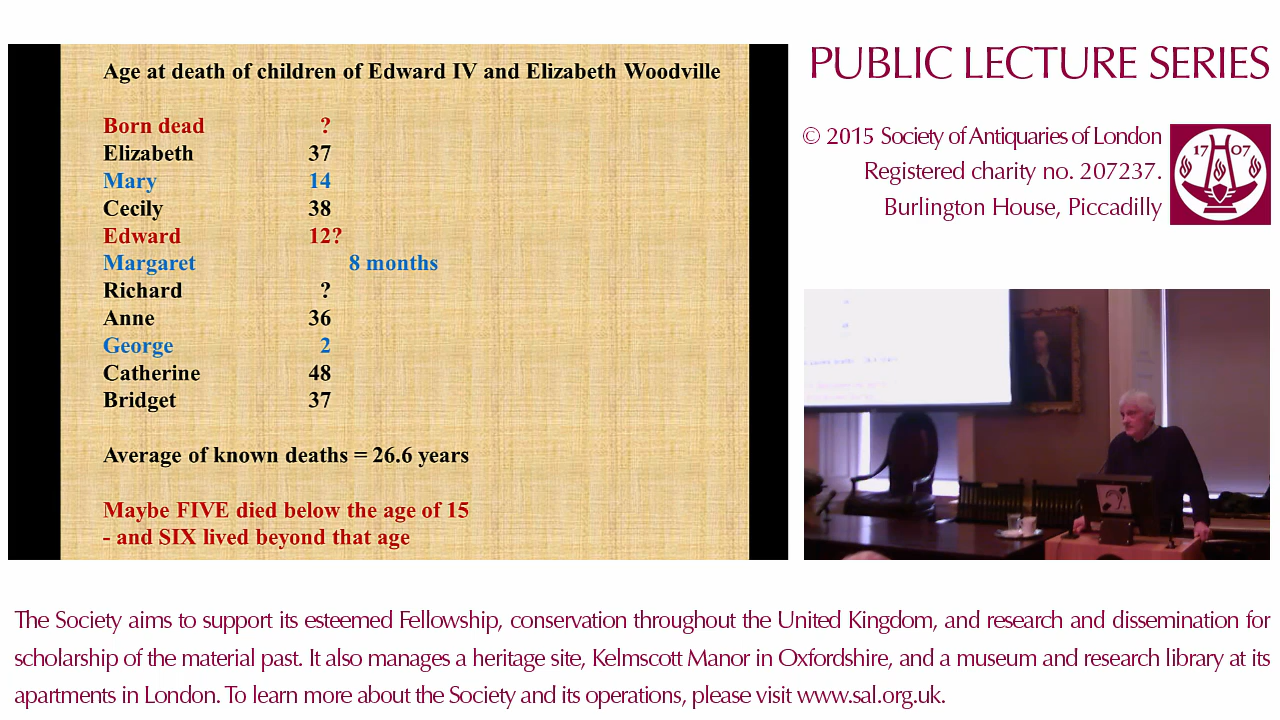 Age at death of children of Edward IV and Elizabeth Woodville
Born dead ?
Elizabeth 37
Mary 14
Cecily 38
Edward 12?
Margaret 8 months
Richard ?
Anne 36
George 2
Catherine 48
Bridget 37
Average of known deaths = 26.6 years
Maybe FIVE died below the age of 15
- and SIX lived beyond that age
PUBLIC LECTURE SERIES
© 2015 Society of Antiquaries of London
Registered charity no. 207237.
Burlington House, Piccadilly
17 07
The Society aims to support its esteemed Fellowship, conservation throughout the United Kingdom, and research and dissemination for
scholarship of the material past. It also manages a heritage site, Kelmscott Manor in Oxfordshire, and a museum and research library at its
apartments in London. To learn more about the Society and its operations, please visit www.sal.org.uk.